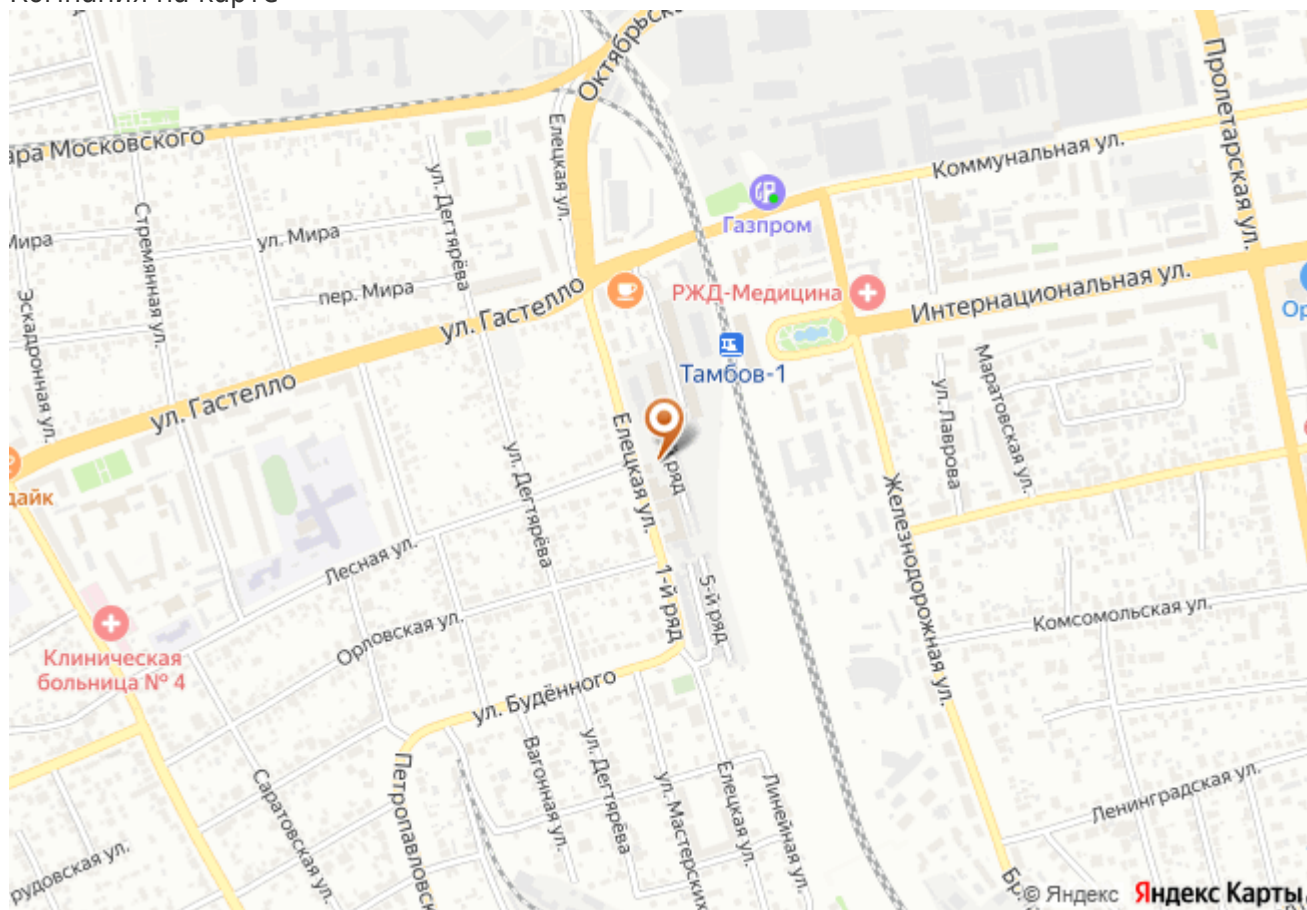 Октябрьск
Пролетарская ул.
ара Московского
Елецкая ул.
Коммунальная ул.
ул. Дегтярёва
Газпром
Стремянная ул.
ул. Мира
Мира
РЖД-Медицина
Интернациональная ул.
пер. Мира
ул. Гастелло
Ор
Эскадронная ул.
Тамбов-1
Маратовская ул.
ул. Гастелло
ул. Лаврова
Елецкая ул.
ряд
дайк
ул. Дегтярёва
Железнодорожная ул.
Лесная ул.
1-й ряд
5-й ряд
Комсомольская ул.
Орловская ул.
Клиническая
больница № 4
ул. Будённого
Вагонная ул.
ул. Дегтярёва
Елецкая ул.
Линейная ул.
Петропавловск
Саратовская ул.
ул. Мастерских
Ленинградская ул.
рудовская ул.
© Яндекс Яндекс Карты